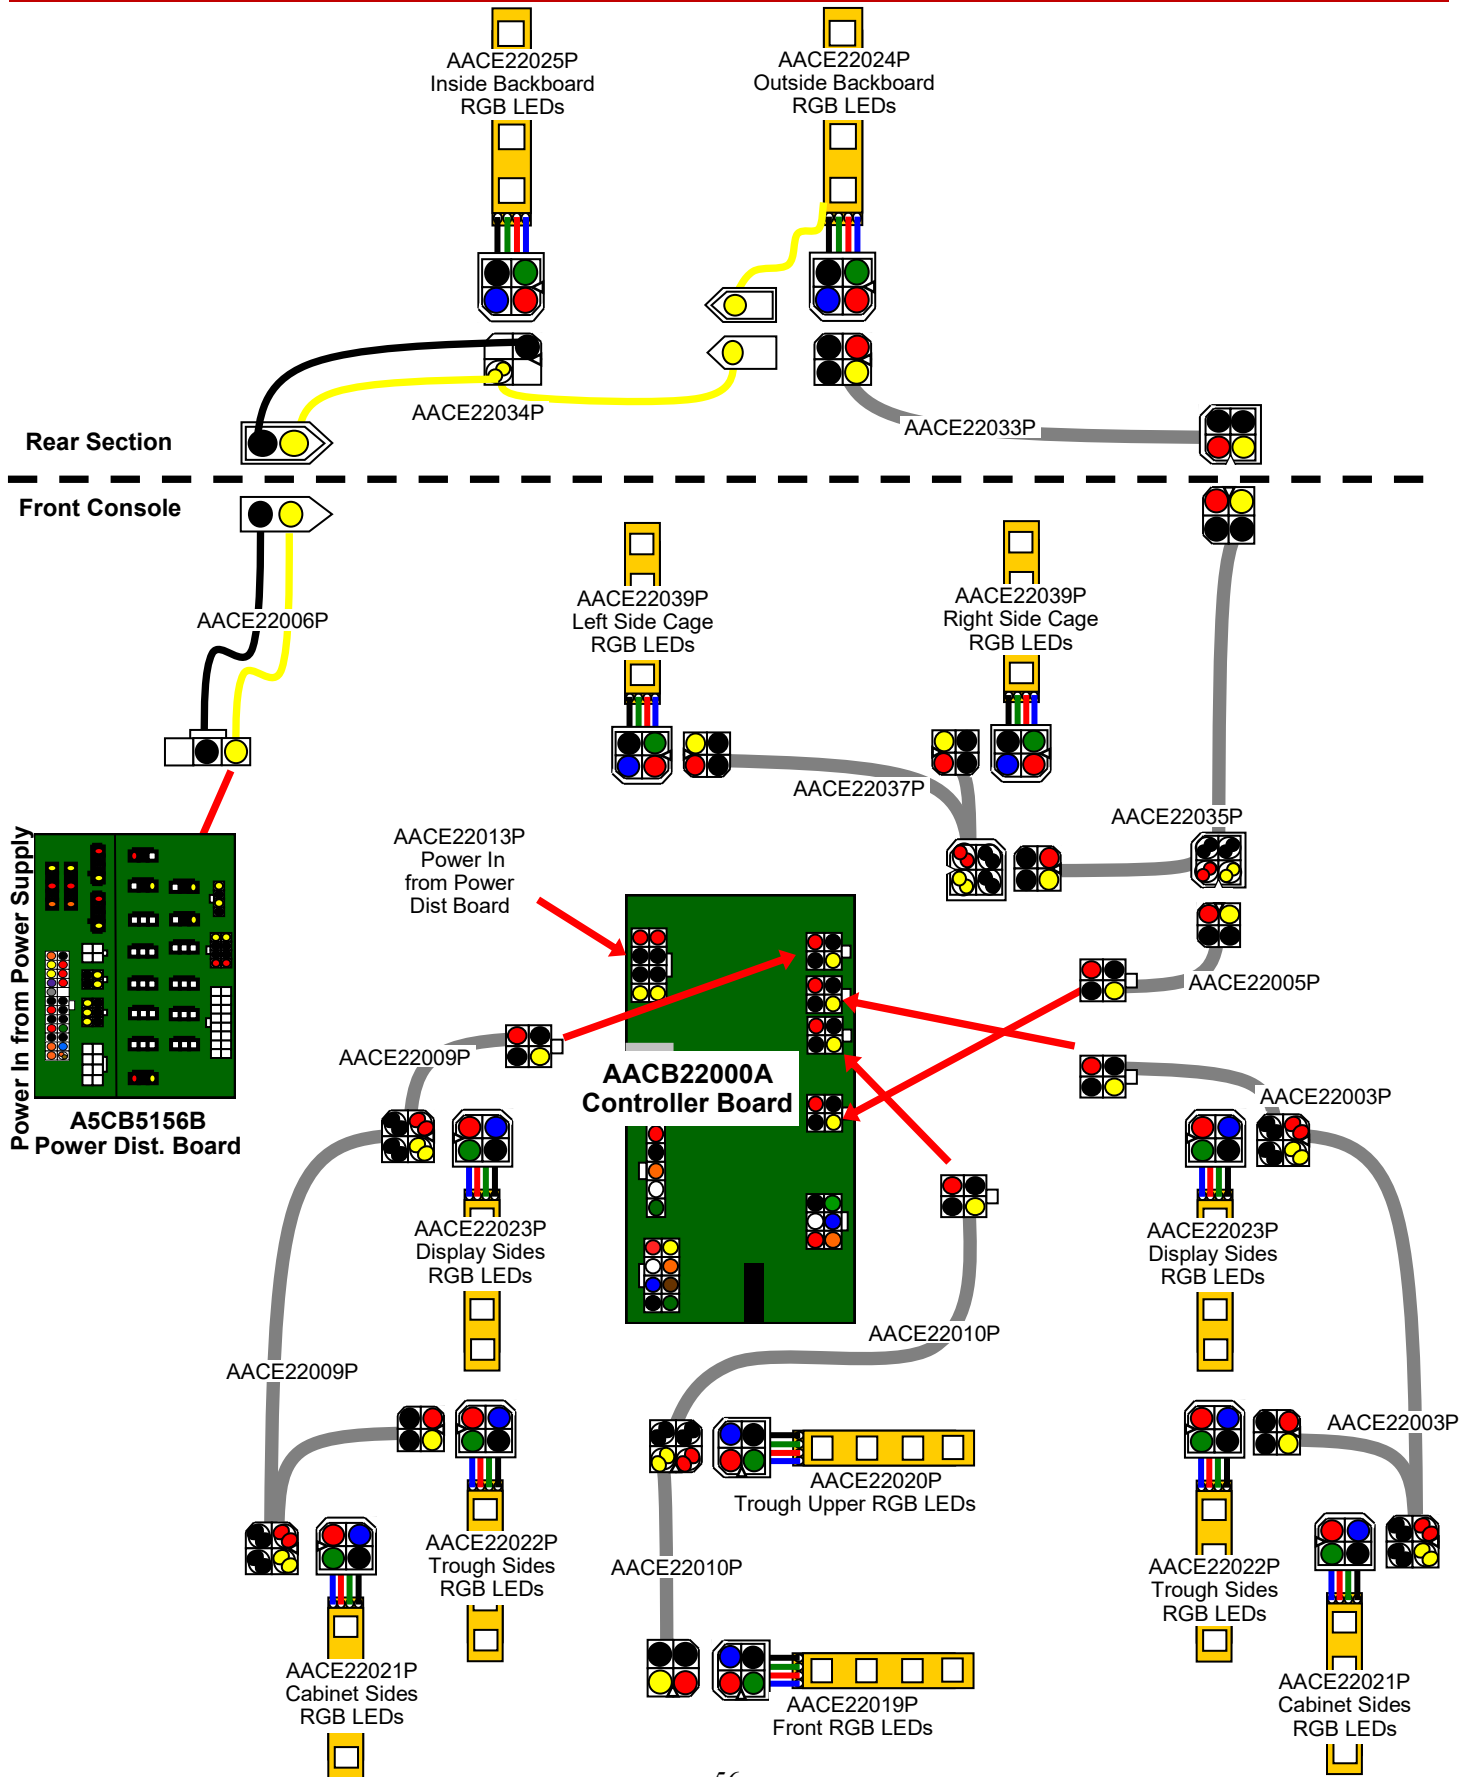 AACE22025P
Inside Backboard
RGB LEDs
AACE22024P
Outside Backboard
RGB LEDs
AACE22034P
AACE22033P
Rear Section
Front Console
AACE22006P
AACE22039P
Left Side Cage
RGB LEDs
AACE22039P
Right Side Cage
RGB LEDs
AACE22037P
AACE22035P
Power In from Power Supply
AACE22013P
Power In
from Power
Dist Board
AACE22005P
AACE22009P
AACB22000A
Controller Board
AACE22003P
A5CB5156B
Power Dist. Board
AACE22023P
Display Sides
RGB LEDs
AACE22023P
Display Sides
RGB LEDs
AACE22010P
AACE22009P
AACE22003P
AACE22020P
Trough Upper RGB LEDs
AACE22022P
Trough Sides
RGB LEDs
AACE22010P
AACE22022P
Trough Sides
RGB LEDs
AACE22021P
Cabinet Sides
RGB LEDs
AACE22019P
Front RGB LEDs
AACE22021P
Cabinet Sides
RGB LEDs
56